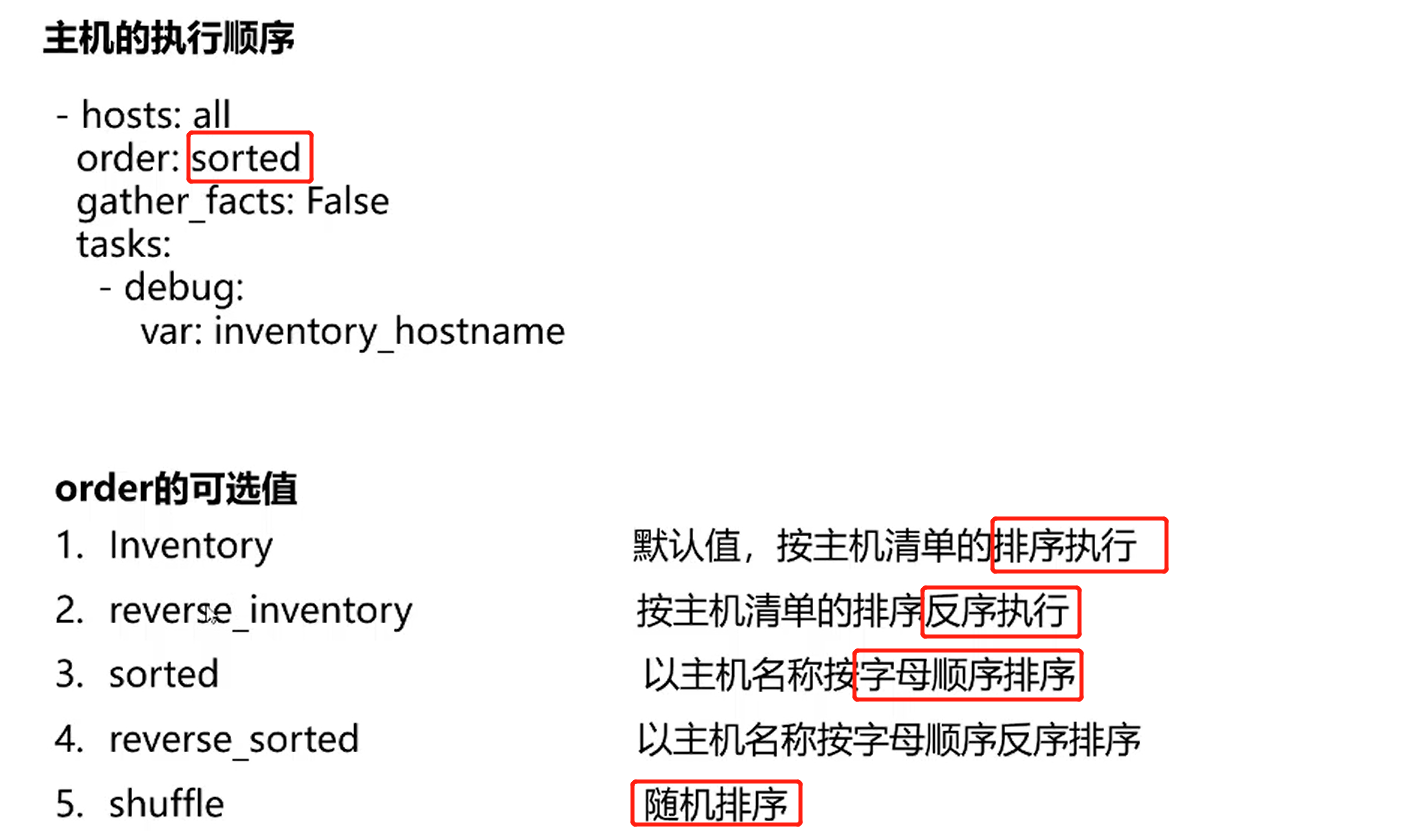 主机的执行顺序
- hosts: all
order: sorted
gather_facts: False
tasks:
- debug:
var: inventory_hostname
order的可选值
1. Inventory 默认值，按主机清单的排序执行
2. reverse_inventory 按主机清单的排序反序执行
3. sorted 以主机名称按字母顺序排序
4. reverse_sorted 以主机名称按字母顺序反序排序
5. shuffle 随机排序